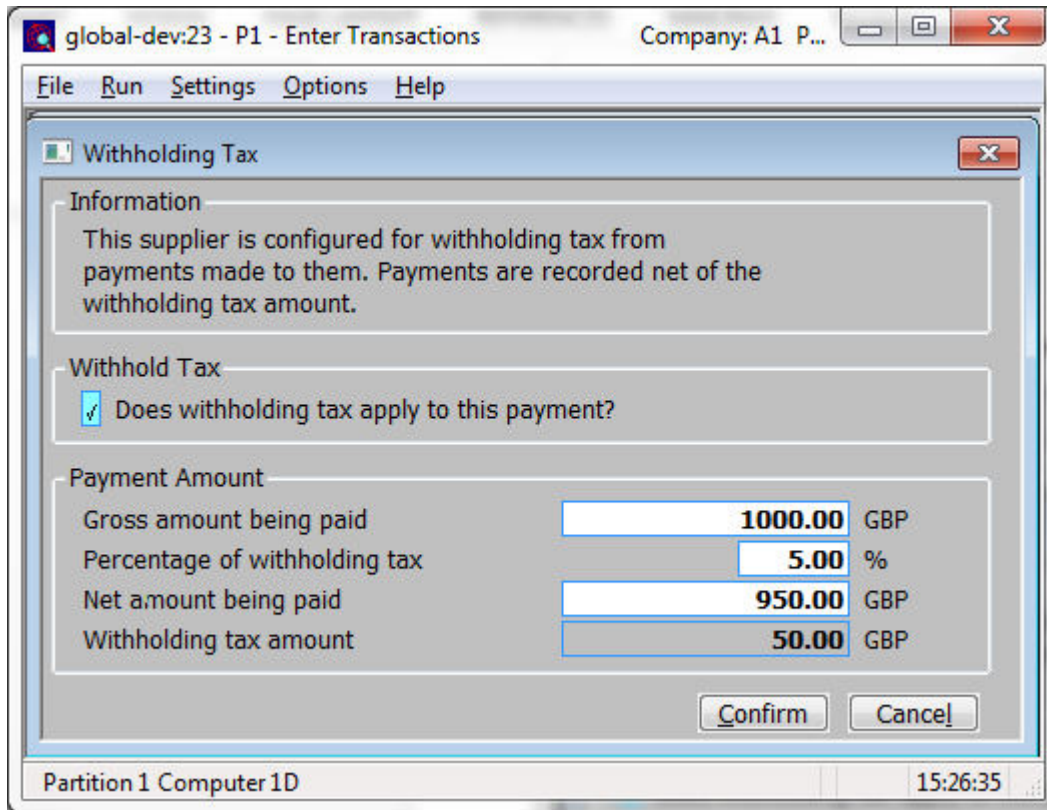 global-dev:23 - P1 - Enter Transactions Company: A1 P...
File Run Settings Options Help
Withholding Tax
Information
This supplier is configured for withholding tax from
payments made to them. Payments are recorded net of the
withholding tax amount.
Withhold Tax
Does withholding tax apply to this payment?
Payment Amount
Gross amount being paid 1000.00 GBP
Percentage of withholding tax 5.00 %
Net amount being paid 950.00 GBP
Withholding tax amount 50.00 GBP
Confirm Cancel
Partition 1 Computer 1D 15:26:35